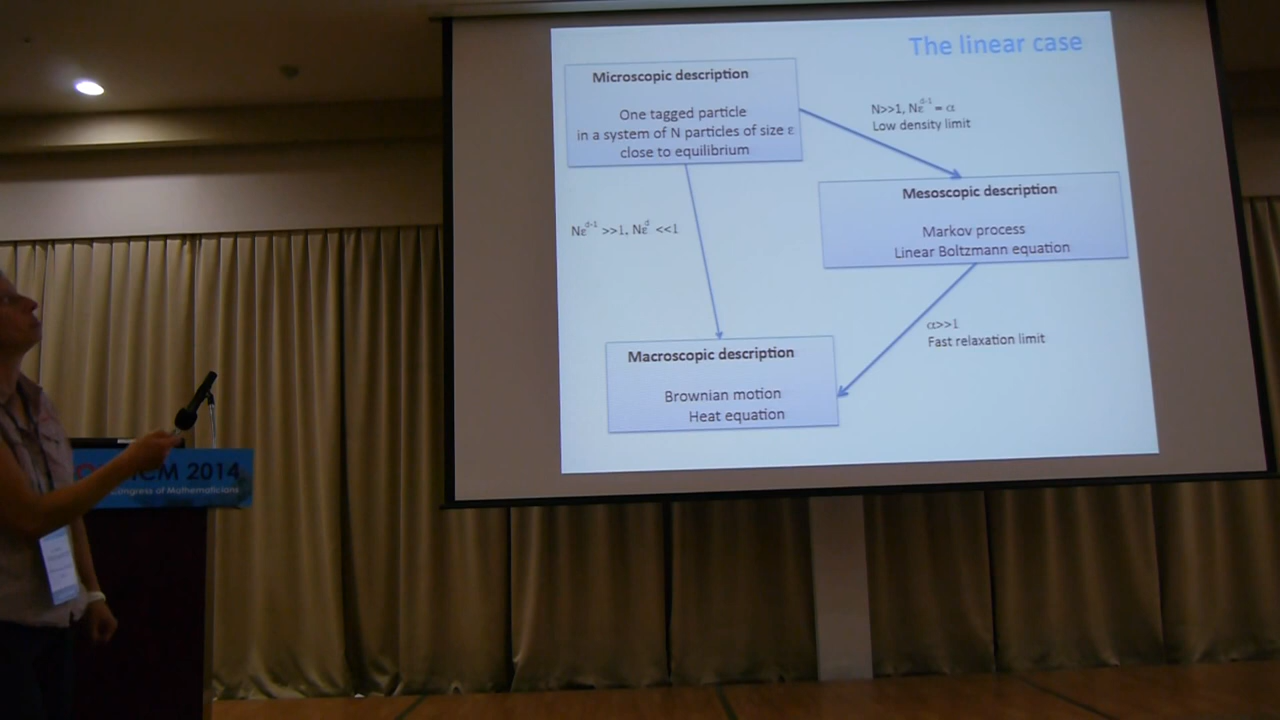 The linear case
Microscopic description
One tagged particle
in a system of N particles of size ε
close to equilibrium
N>>1, Nε^d-1 = α
Low density limit
Mesoscopic description
Markov process
Linear Boltzmann equation
Nε^d-1 >>1, Nε^d <<1
α>>1
Fast relaxation limit
Macroscopic description
Brownian motion
Heat equation
ICM 2014
Congress of Mathematicians